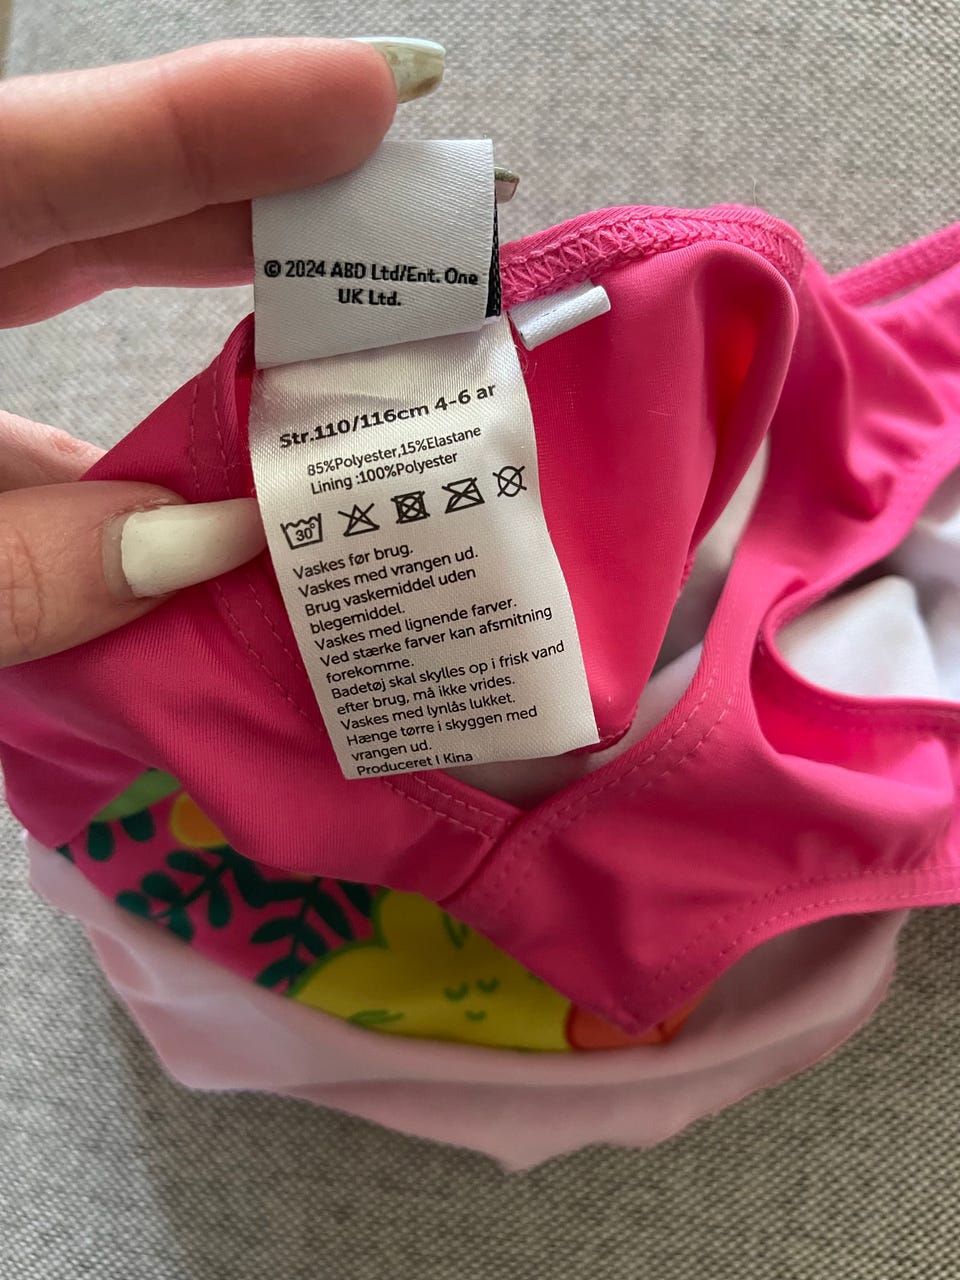 © 2024 ABD Ltd/Ent. One
UK Ltd.
Str.110/116cm 4-6 ar
85%Polyester,15%Elastane
Lining :100%Polyester
30°
Vaskes før brug.
Vaskes med vrangen ud.
Brug vaskemiddel uden
blegemiddel.
Vaskes med lignende farver.
Ved stærke farver kan afsmitning
forekomme.
Badetøj skal skylles op i frisk vand
efter brug, må ikke vrides.
Vaskes med lynlås lukket.
Hænge tørre i skyggen med
vrangen ud.
Produceret I Kina